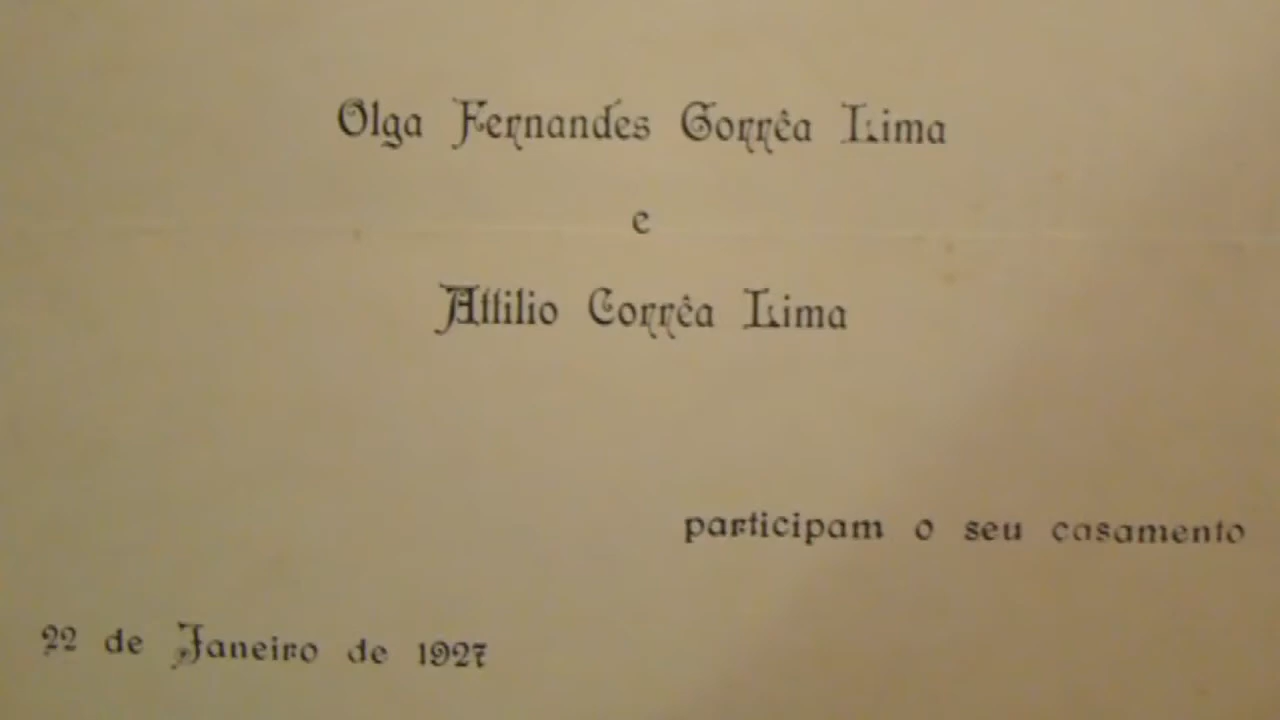 Olga Fernandes Corrêa Lima
e
Attilio Corrêa Lima
participam o seu casamento
22 de Janeiro de 1927